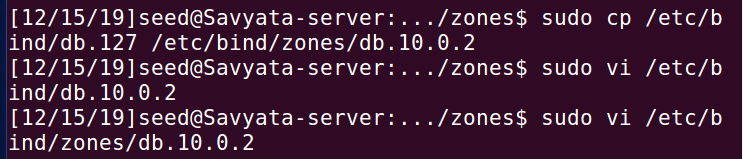 [12/15/19]seed@Savyata-server:.../zones$ sudo cp /etc/b
ind/db.127 /etc/bind/zones/db.10.0.2
[12/15/19]seed@Savyata-server:.../zones$ sudo vi /etc/b
ind/db.10.0.2
[12/15/19]seed@Savyata-server:.../zones$ sudo vi /etc/b
ind/zones/db.10.0.2